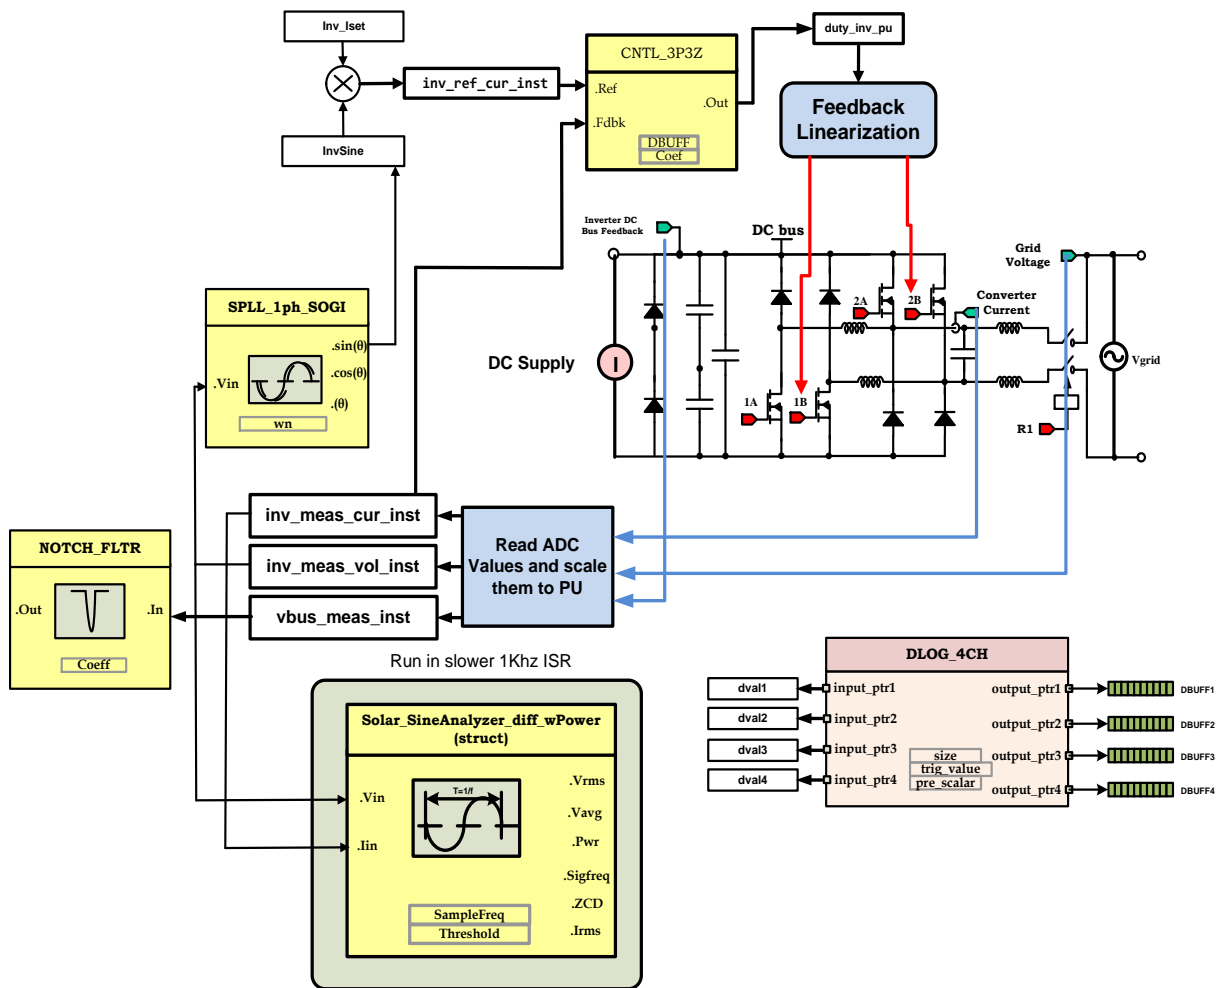 Inv_Iset
InvSine
inv_ref_cur_inst
CNTL_3P3Z
.Ref
.Out
.Fdbk
DBUFF
Coef
duty_inv_pu
Feedback
Linearization
Inverter DC
Bus Feedback
DC bus
Grid
Voltage
2A
2B
Converter
Current
DC Supply
I
Vgrid
1A
1B
R1
SPLL_1ph_SOGI
.sin(θ)
.cos(θ)
.Vin
.(θ)
wn
inv_meas_cur_inst
inv_meas_vol_inst
vbus_meas_inst
Read ADC
Values and scale
them to PU
NOTCH_FLTR
.Out
.In
Coeff
Run in slower 1Khz ISR
Solar_SineAnalyzer_diff_wPower
(struct)
T=1/f
.Vin
.Iin
.Vrms
.Vavg
.Pwr
.Sigfreq
.ZCD
.Irms
SampleFreq
Threshold
DLOG_4CH
dval1
dval2
dval3
dval4
input_ptr1
input_ptr2
input_ptr3
input_ptr4
size
trig_value
pre_scalar
output_ptr1
output_ptr2
output_ptr3
output_ptr4
DBUFF1
DBUFF2
DBUFF3
DBUFF4